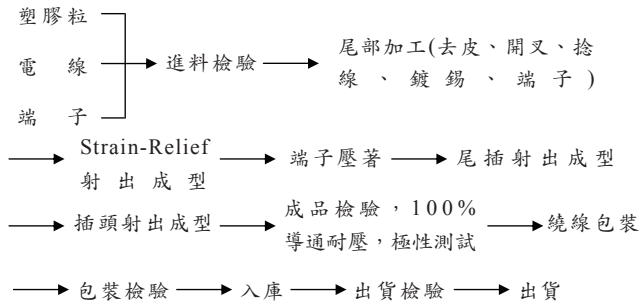 塑膠粒
電線
端子
進料檢驗
尾部加工(去皮、開叉、捻
線、鍍錫、端子)
Strain-Relief
射出成型
端子壓著
尾插射出成型
插頭射出成型
成品檢驗，100%
導通耐壓，極性測試
繞線包裝
包裝檢驗
入庫
出貨檢驗
出貨